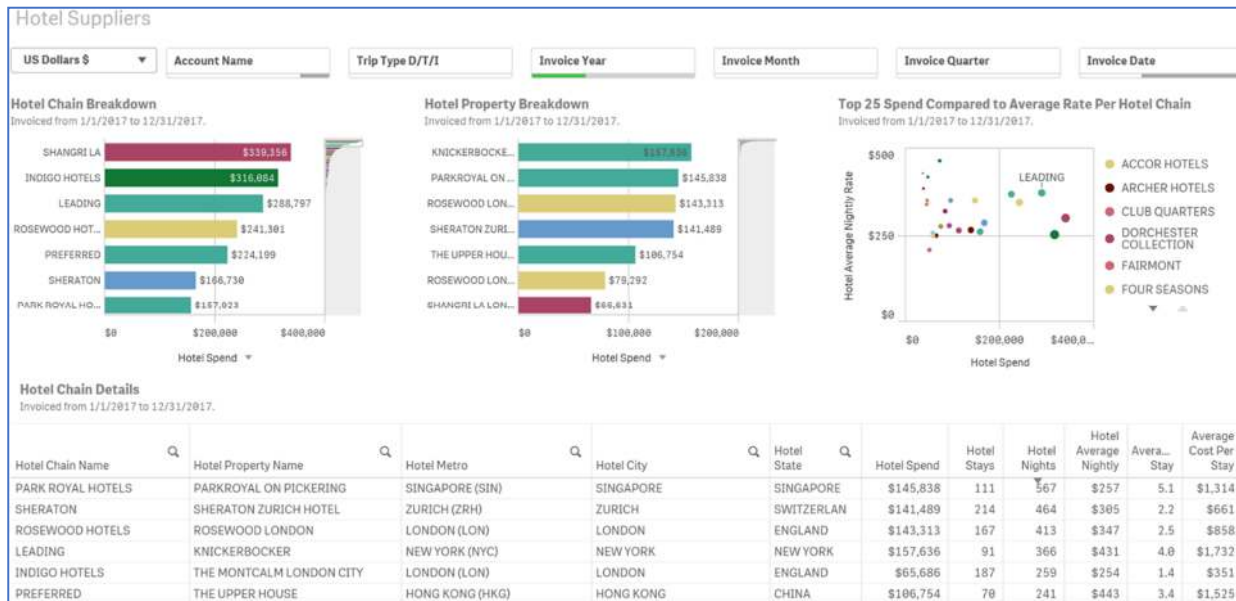 Hotel Suppliers
US Dollars $ Account Name Trip Type D/T/I Invoice Year Invoice Month Invoice Quarter Invoice Date
Hotel Chain Breakdown
Invoiced from 1/1/2017 to 12/31/2017.
SHANGRI LA $339,356
INDIGO HOTELS $316,084
LEADING $288,797
ROSEWOOD HOT... $241,301
PREFERRED $224,199
SHERATON $166,730
PARK ROYAL HO... $157,023
$0 $200,000 $400,000
Hotel Spend
Hotel Property Breakdown
Invoiced from 1/1/2017 to 12/31/2017.
KNICKERBOCKE... $157,636
PARKROYAL ON ... $145,838
ROSEWOOD LON... $143,313
SHERATON ZURI... $141,489
THE UPPER HOU... $106,754
ROSEWOOD LON... $79,292
SHANGRI LA LON... $66,631
$0 $100,000 $200,000
Hotel Spend
Top 25 Spend Compared to Average Rate Per Hotel Chain
Invoiced from 1/1/2017 to 12/31/2017.
Hotel Average Nightly Rate
$500
$250
$0
LEADING
$0 $200,000 $400,0...
Hotel Spend
ACCOR HOTELS
ARCHER HOTELS
CLUB QUARTERS
DORCHESTER
COLLECTION
FAIRMONT
FOUR SEASONS
Hotel Chain Details
Invoiced from 1/1/2017 to 12/31/2017.
Hotel Chain Name Hotel Property Name Hotel Metro Hotel City Hotel State Hotel Spend Hotel Stays Hotel Nights Hotel Average Nightly Avera... Stay Average Cost Per Stay
PARK ROYAL HOTELS PARKROYAL ON PICKERING SINGAPORE (SIN) SINGAPORE SINGAPORE $145,838 111 567 $257 5.1 $1,314
SHERATON SHERATON ZURICH HOTEL ZURICH (ZRH) ZURICH SWITZERLAN $141,489 214 464 $305 2.2 $661
ROSEWOOD HOTELS ROSEWOOD LONDON LONDON (LON) LONDON ENGLAND $143,313 167 413 $347 2.5 $858
LEADING KNICKERBOCKER NEW YORK (NYC) NEW YORK NEW YORK $157,636 91 366 $431 4.0 $1,732
INDIGO HOTELS THE MONTCALM LONDON CITY LONDON (LON) LONDON ENGLAND $65,686 187 259 $254 1.4 $351
PREFERRED THE UPPER HOUSE HONG KONG (HKG) HONG KONG CHINA $106,754 70 241 $443 3.4 $1,525